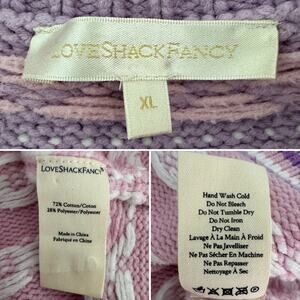 LOVESHACKFANCY
XL
LOVESHACKFANCY
72% Cotton/Coton
28% Polyester/Polyester
Made in China
Fabriqué en Chine
Hand Wash Cold
Do Not Bleach
Do Not Tumble Dry
Do Not Iron
Dry Clean
Lavage À La Main À Froid
Ne Pas Javelliser
Ne Pas Sécher En Machine
Ne Pas Repasser
Nettoyage À Sec